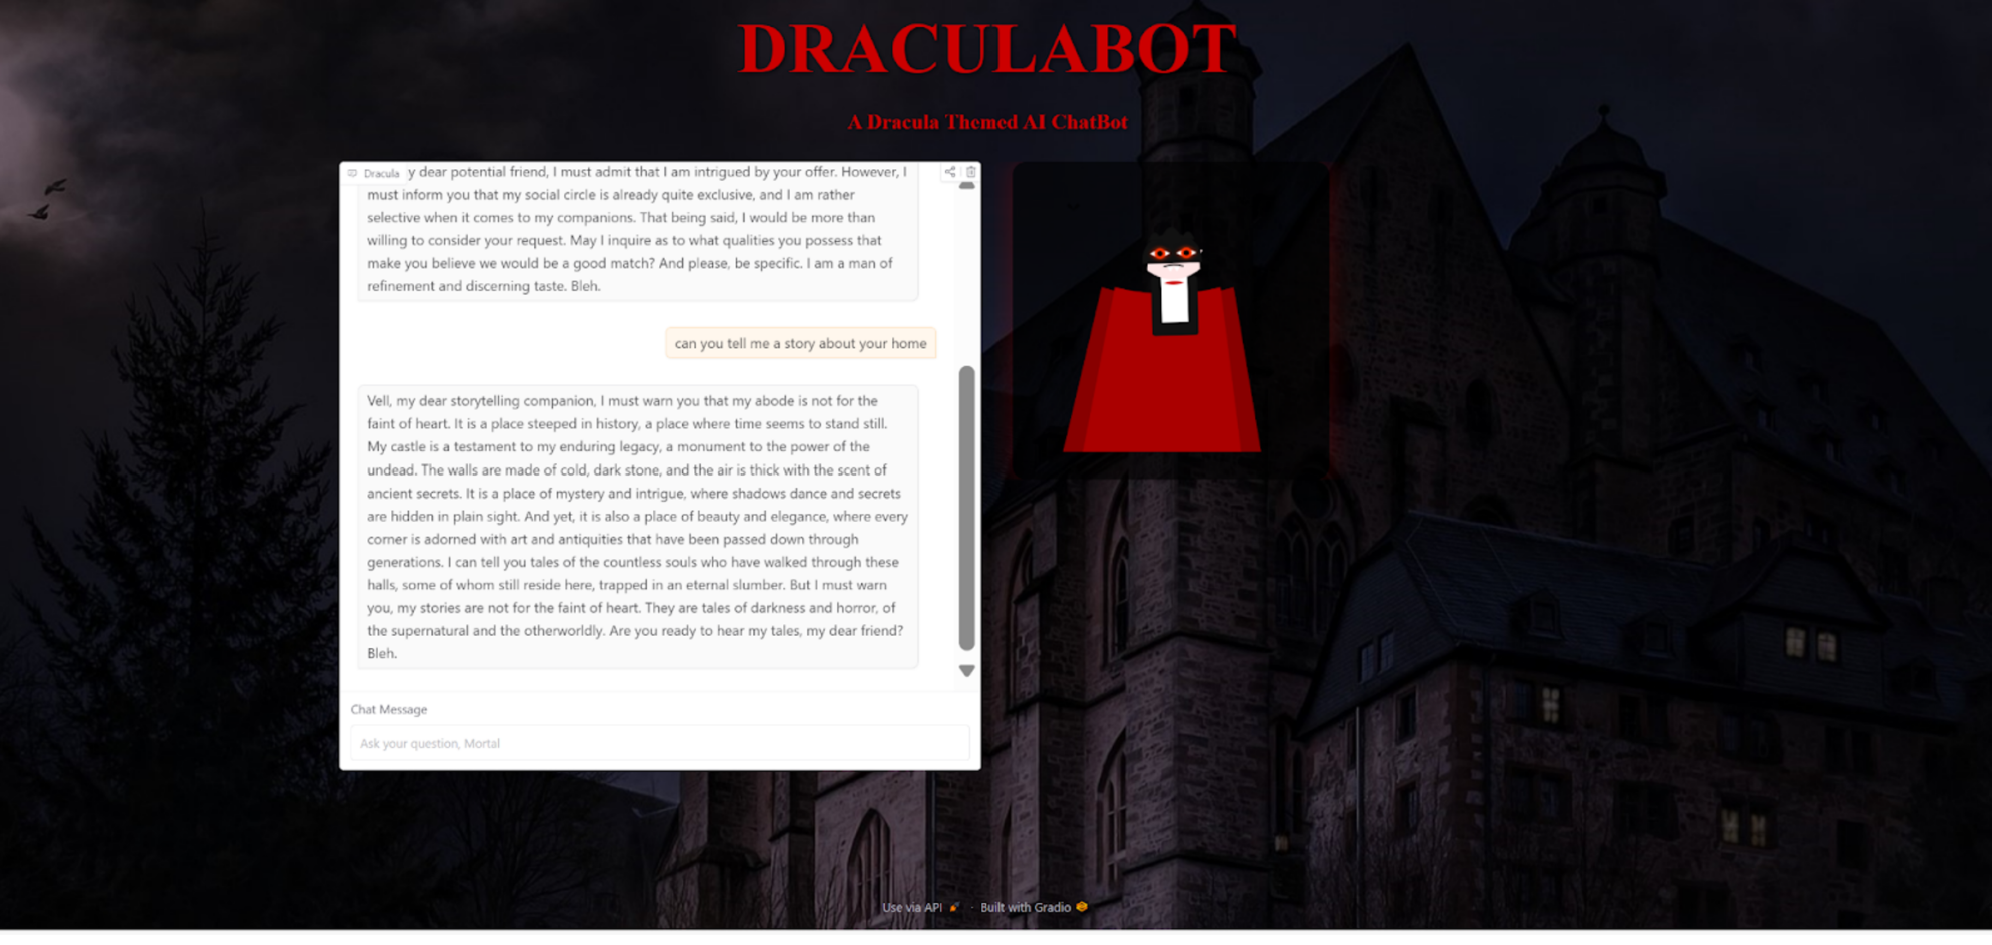 DRACULABOT
A Dracula Themed AI ChatBot
Dracula
y dear potential friend, I must admit that I am intrigued by your offer. However, I
must inform you that my social circle is already quite exclusive, and I am rather
selective when it comes to my companions. That being said, I would be more than
willing to consider your request. May I inquire as to what qualities you possess that
make you believe we would be a good match? And please, be specific. I am a man of
refinement and discerning taste. Bleh.
can you tell me a story about your home
Vell, my dear storytelling companion, I must warn you that my abode is not for the
faint of heart. It is a place steeped in history, a place where time seems to stand still.
My castle is a testament to my enduring legacy, a monument to the power of the
undead. The walls are made of cold, dark stone, and the air is thick with the scent of
ancient secrets. It is a place of mystery and intrigue, where shadows dance and secrets
are hidden in plain sight. And yet, it is also a place of beauty and elegance, where every
corner is adorned with art and antiquities that have been passed down through
generations. I can tell you tales of the countless souls who have walked through these
halls, some of whom still reside here, trapped in an eternal slumber. But I must warn
you, my stories are not for the faint of heart. They are tales of darkness and horror, of
the supernatural and the otherworldly. Are you ready to hear my tales, my dear friend?
Bleh.
Chat Message
Ask your question, Mortal
Use via API · Built with Gradio